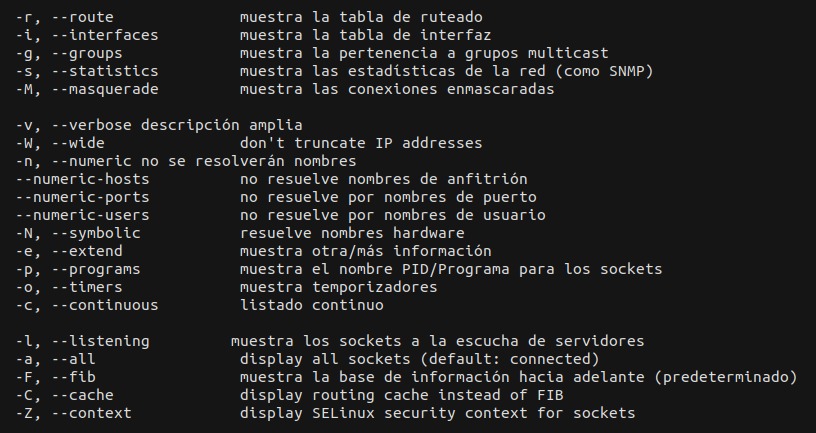 -r, --route              muestra la tabla de ruteado
-i, --interfaces         muestra la tabla de interfaz
-g, --groups             muestra la pertenencia a grupos multicast
-s, --statistics         muestra las estadísticas de la red (como SNMP)
-M, --masquerade         muestra las conexiones enmascaradas

-v, --verbose descripción amplia
-W, --wide               don't truncate IP addresses
-n, --numeric no se resolverán nombres
--numeric-hosts          no resuelve nombres de anfitrión
--numeric-ports          no resuelve por nombres de puerto
--numeric-users          no resuelve por nombres de usuario
-N, --symbolic           resuelve nombres hardware
-e, --extend             muestra otra/más información
-p, --programs           muestra el nombre PID/Programa para los sockets
-o, --timers             muestra temporizadores
-c, --continuous         listado continuo

-l, --listening         muestra los sockets a la escucha de servidores
-a, --all                display all sockets (default: connected)
-F, --fib                muestra la base de información hacia adelante (predeterminado)
-C, --cache              display routing cache instead of FIB
-Z, --context            display SELinux security context for sockets